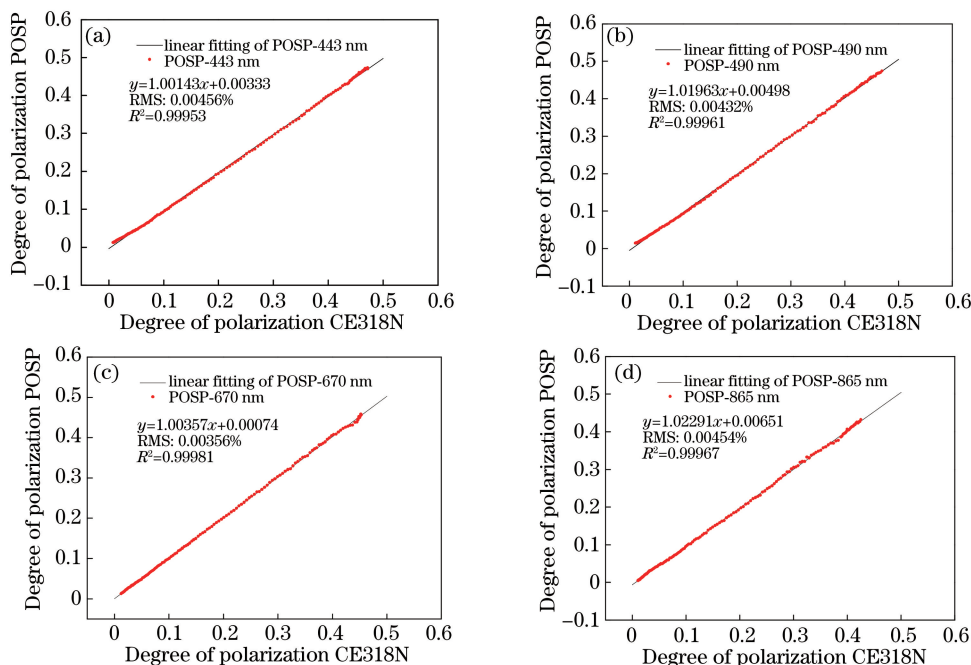 (a)
linear fitting of POSP-443 nm
POSP-443 nm
y=1.00143x+0.00333
RMS: 0.00456%
R²=0.99953
Degree of polarization POSP
0.6
0.5
0.4
0.3
0.2
0.1
0
−0.1
0 0.1 0.2 0.3 0.4 0.5 0.6
Degree of polarization CE318N
(b)
linear fitting of POSP-490 nm
POSP-490 nm
y=1.01963x+0.00498
RMS: 0.00432%
R²=0.99961
Degree of polarization POSP
0.6
0.5
0.4
0.3
0.2
0.1
0
−0.1
0 0.1 0.2 0.3 0.4 0.5 0.6
Degree of polarization CE318N
(c)
linear fitting of POSP-670 nm
POSP-670 nm
y=1.00357x+0.00074
RMS: 0.00356%
R²=0.99981
Degree of polarization POSP
0.6
0.5
0.4
0.3
0.2
0.1
0
0 0.1 0.2 0.3 0.4 0.5 0.6
Degree of polarization CE318N
(d)
linear fitting of POSP-865 nm
POSP-865 nm
y=1.02291x+0.00651
RMS: 0.00454%
R²=0.99967
Degree of polarization POSP
0.6
0.5
0.4
0.3
0.2
0.1
0
−0.1
0 0.1 0.2 0.3 0.4 0.5 0.6
Degree of polarization CE318N